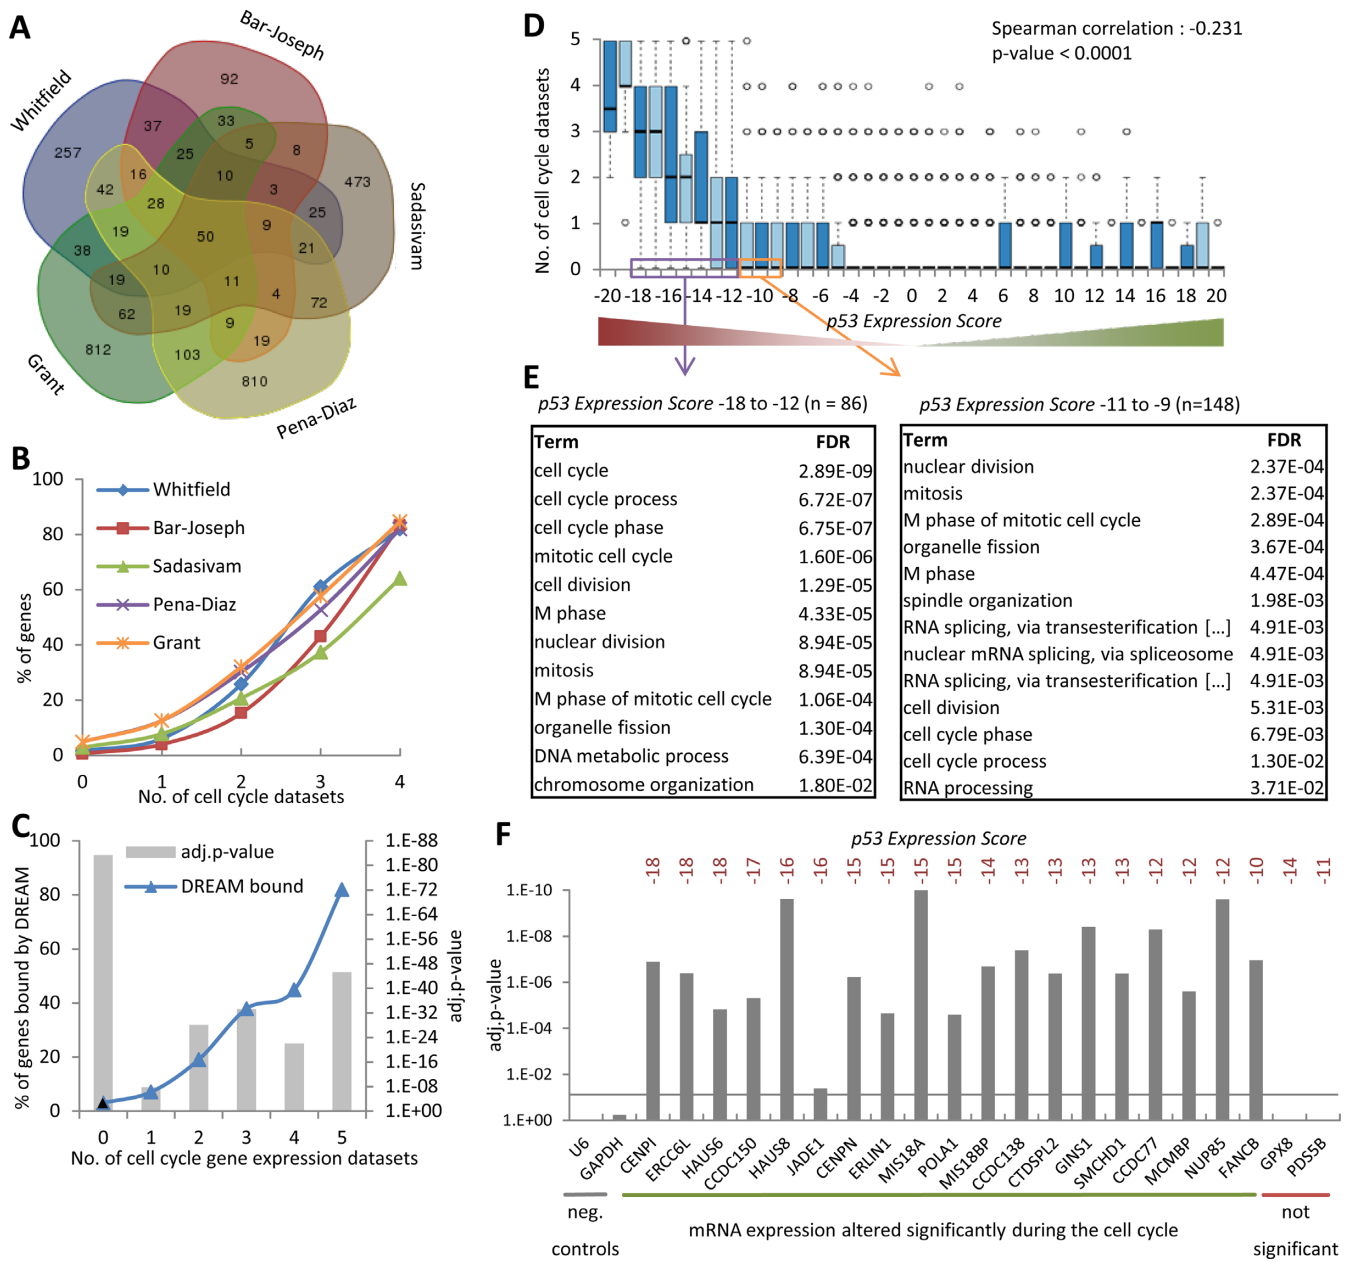 A
Bar-Joseph
Whitfield
Sadasivam
Grant
Pena-Diaz
92
33
37
5
8
25
257
10
473
16
42
3
28
25
9
19
50
21
38
10
19
11
4
72
62
19
9
19
812
103
810
B
% of genes
100
80
60
40
20
0
Whitfield
Bar-Joseph
Sadasivam
Pena-Diaz
Grant
0 1 2 3 4
No. of cell cycle datasets
C
% of genes bound by DREAM
100
80
60
40
20
0
adj.p-value
DREAM bound
1.E-88
1.E-80
1.E-72
1.E-64
1.E-56
1.E-48
1.E-40
1.E-32
1.E-24
1.E-16
1.E-08
1.E+00
adj.p-value
0 1 2 3 4 5
No. of cell cycle gene expression datasets
D
Spearman correlation : -0.231
p-value < 0.0001
No. of cell cycle datasets
5
4
3
2
1
0
-20 -18 -16 -14 -12 -10 -8 -6 -4 -2 0 2 4 6 8 10 12 14 16 18 20
p53 Expression Score
E
p53 Expression Score -18 to -12 (n = 86)
Term FDR
cell cycle 2.89E-09
cell cycle process 6.72E-07
cell cycle phase 6.75E-07
mitotic cell cycle 1.60E-06
cell division 1.29E-05
M phase 4.33E-05
nuclear division 8.94E-05
mitosis 8.94E-05
M phase of mitotic cell cycle 1.06E-04
organelle fission 1.30E-04
DNA metabolic process 6.39E-04
chromosome organization 1.80E-02
p53 Expression Score -11 to -9 (n=148)
Term FDR
nuclear division 2.37E-04
mitosis 2.37E-04
M phase of mitotic cell cycle 2.89E-04
organelle fission 3.67E-04
M phase 4.47E-04
spindle organization 1.98E-03
RNA splicing, via transesterification [...] 4.91E-03
nuclear mRNA splicing, via spliceosome 4.91E-03
RNA splicing, via transesterification [...] 4.91E-03
cell division 5.31E-03
cell cycle phase 6.79E-03
cell cycle process 1.30E-02
RNA processing 3.71E-02
F
p53 Expression Score
-18 -18 -18 -17 -16 -16 -15 -15 -15 -15 -14 -13 -13 -13 -13 -12 -12 -12 -10 -14 -11
adj.p-value
1.E-10
1.E-08
1.E-06
1.E-04
1.E-02
1.E+00
U6 GAPDH CENPI ERCC6L HAUS6 CCDC150 HAUS8 JADE1 CENPN ERLIN1 MIS18A POLA1 MIS18BP CCDC138 CTDSPL2 GINS1 SMCHD1 CCDC77 MCMBP NUP85 FANCB GPX8 PDS5B
neg.
controls
mRNA expression altered significantly during the cell cycle
not
significant